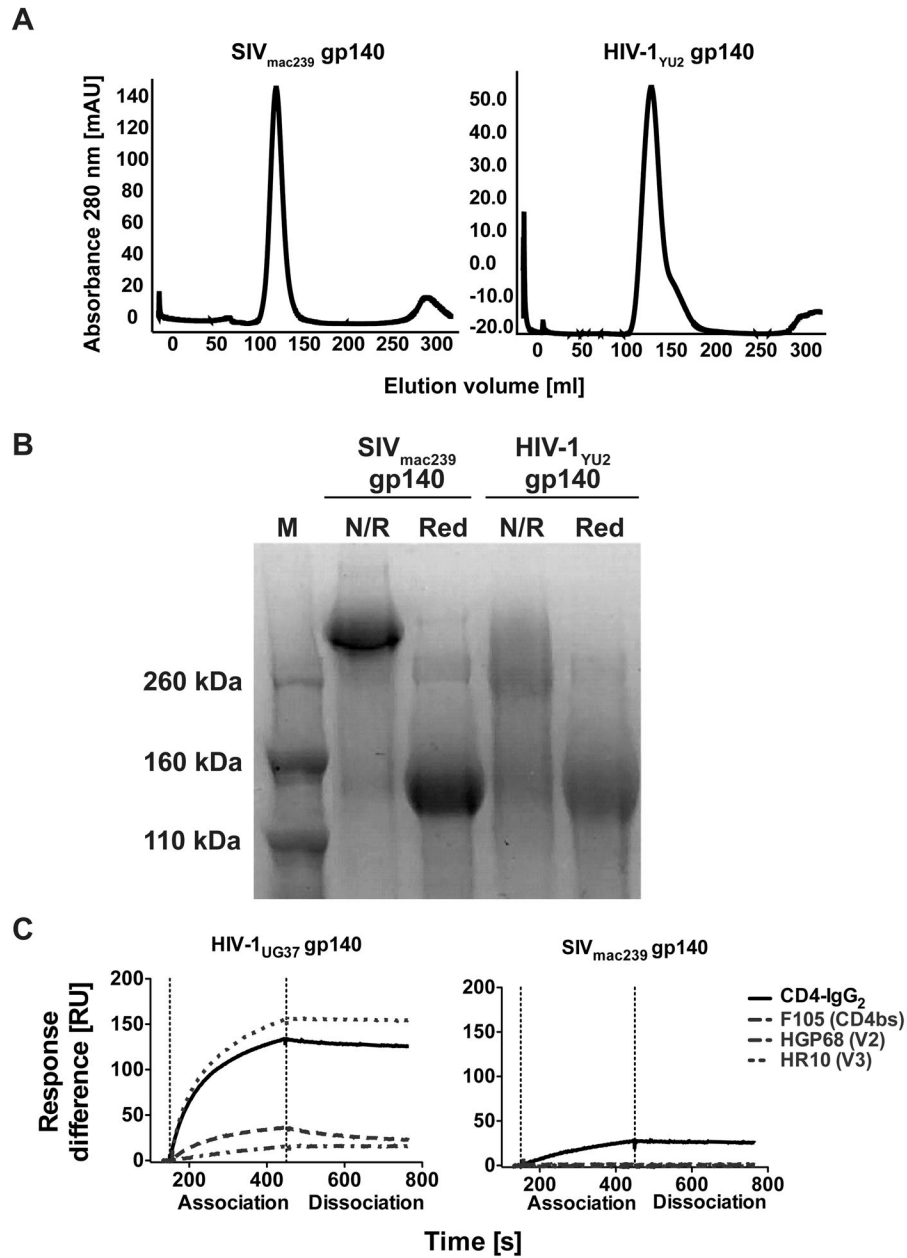 A
SIVmac239 gp140
HIV-1YU2 gp140
Absorbance 280 nm [mAU]
140
120
100
80
60
40
20
0
0 50 100 150 200 250 300
50.0
40.0
30.0
20.0
10.0
0.0
-10.0
-20.0
0 50 100 150 200 250 300
Elution volume [ml]
B
SIVmac239 gp140
HIV-1YU2 gp140
M N/R Red N/R Red
260 kDa
160 kDa
110 kDa
C
HIV-1UG37 gp140
SIVmac239 gp140
Response difference [RU]
200
150
100
50
0
200 400 600 800
Association Dissociation
200
150
100
50
0
200 400 600 800
Association Dissociation
CD4-IgG2
F105 (CD4bs)
HGP68 (V2)
HR10 (V3)
Time [s]